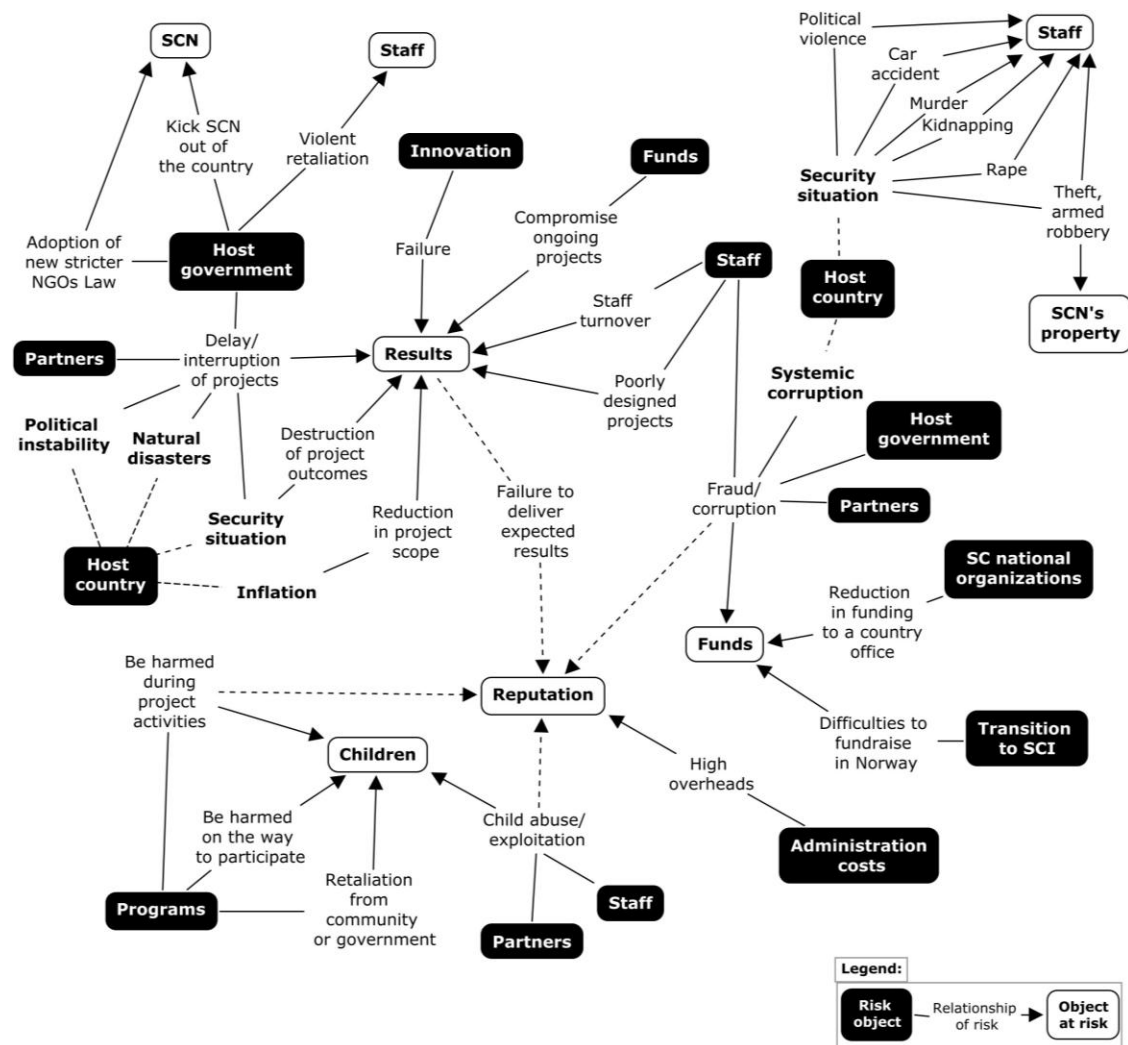 SCN
Staff
Kick SCN
out of
the country
Violent
retaliation
Adoption of
new stricter
NGOs Law
Host
government
Innovation
Failure
Funds
Compromise
ongoing
projects
Political
violence
Car
accident
Murder
Kidnapping
Rape
Staff
Security
situation
Theft,
armed
robbery
Host
country
SCN's
property
Staff
Staff
turnover
Poorly
designed
projects
Partners
Delay/
interruption
of projects
Results
Political
instability
Natural
disasters
Destruction
of project
outcomes
Security
situation
Host
country
Inflation
Reduction
in project
scope
Failure to
deliver
expected
results
Systemic
corruption
Host
government
Fraud/
corruption
Partners
SC national
organizations
Reduction
in funding
to a country
office
Funds
Difficulties to
fundraise
in Norway
Transition
to SCI
Be harmed
during
project
activities
Reputation
Children
High
overheads
Administration
costs
Be harmed
on the way
to participate
Child abuse/
exploitation
Programs
Retaliation
from
community
or government
Staff
Partners
Legend:
Risk
object
Relationship
of risk
Object
at risk